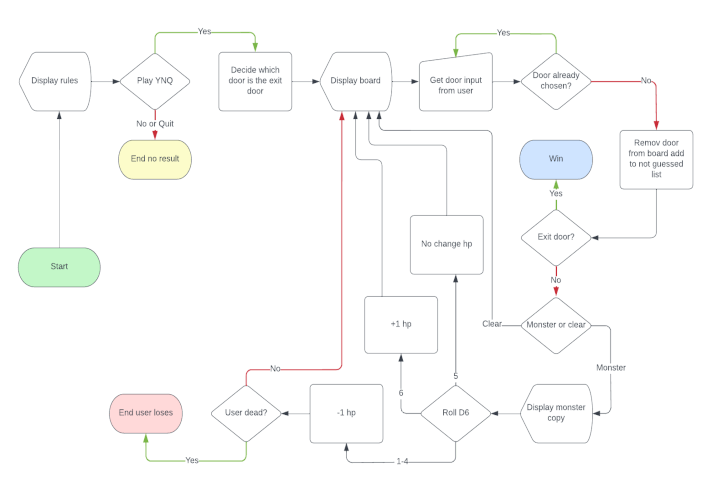 Yes
Display rules
Play YNQ
Decide which
door is the exit
door
Display board
Get door input
from user
Yes
Door already
chosen?
No
No or Quit
End no result
Remov door
from board add
to not guessed
list
Win
Yes
Exit door?
No
No change hp
Start
+1 hp
Clear
Monster or clear
Monster
No
5
6
End user loses
User dead?
-1 hp
Roll D6
Display monster
copy
Yes
1-4